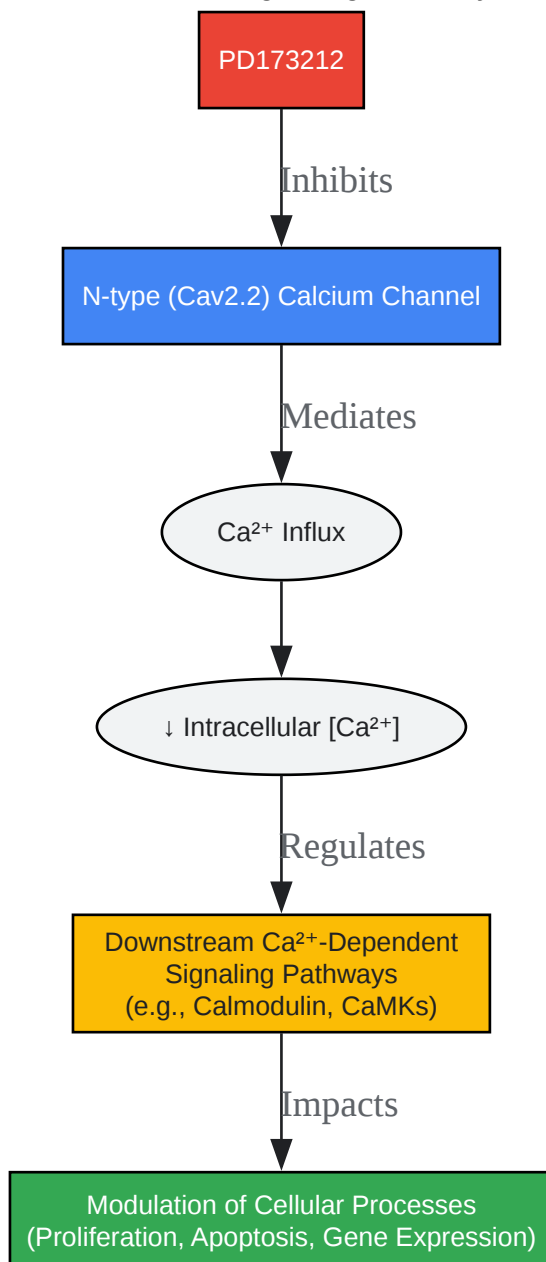 PD173212
Inhibits
N-type (Cav2.2) Calcium Channel
Mediates
Ca²⁺ Influx
↓ Intracellular [Ca²⁺]
Regulates
Downstream Ca²⁺-Dependent
Signaling Pathways
(e.g., Calmodulin, CaMKs)
Impacts
Modulation of Cellular Processes
(Proliferation, Apoptosis, Gene Expression)